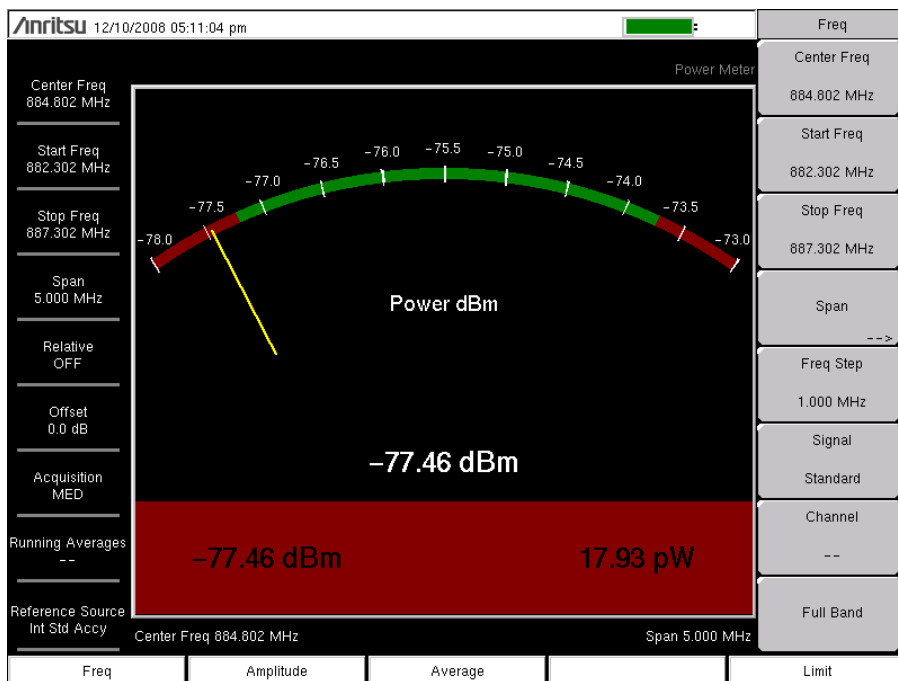 Anritsu 12/10/2008 05:11:04 pm
Freq
Power Meter
Center Freq
884.802 MHz
Start Freq
882.302 MHz
Stop Freq
887.302 MHz
Span
5.000 MHz
Relative
OFF
Offset
0.0 dB
Acquisition
MED
Running Averages
--
Reference Source
Int Std Accy
-78.0
-77.5
-77.0
-76.5
-76.0
-75.5
-75.0
-74.5
-74.0
-73.5
-73.0
Power dBm
-77.46 dBm
-77.46 dBm 17.93 pW
Center Freq 884.802 MHz Span 5.000 MHz
Center Freq
884.802 MHz
Start Freq
882.302 MHz
Stop Freq
887.302 MHz
Span
-->
Freq Step
1.000 MHz
Signal
Standard
Channel
--
Full Band
Freq Amplitude Average Limit